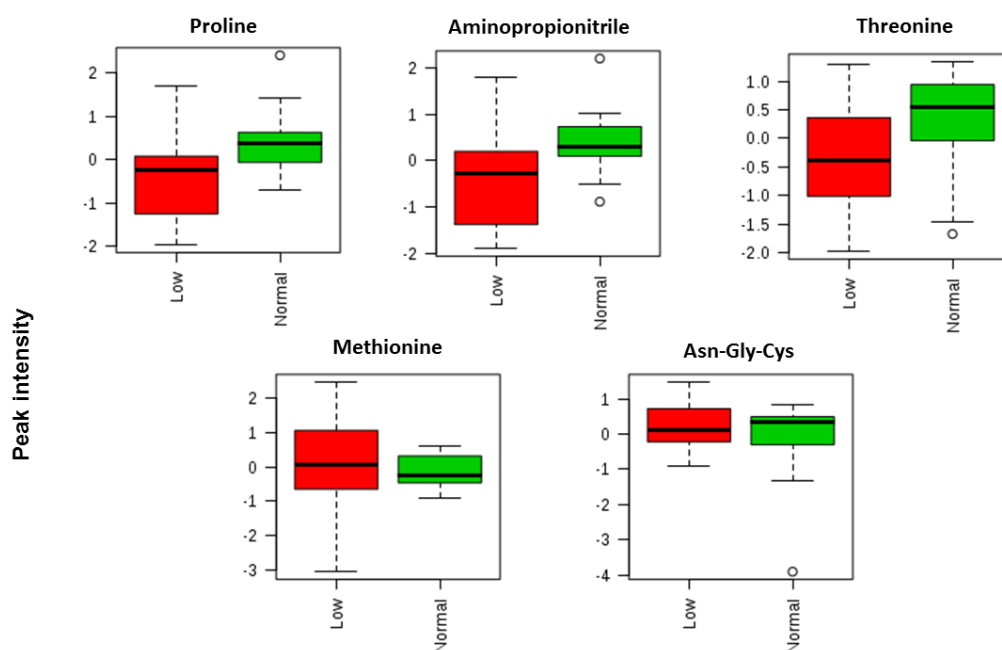 Proline
2
1
0
-1
-2
Low
Normal
Aminopropionitrile
2
1
0
-1
-2
Low
Normal
Threonine
1.0
0.5
0.0
-0.5
-1.0
-1.5
-2.0
Low
Normal
Peak intensity
Methionine
2
1
0
-1
-2
-3
Low
Normal
Asn-Gly-Cys
1
0
-1
-2
-3
-4
Low
Normal